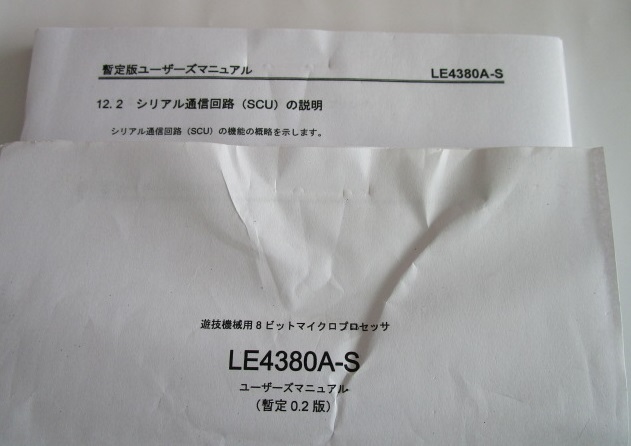 暫定版ユーザーズマニュアル LE4380A-S
12.2 シリアル通信回路（SCU）の説明
シリアル通信回路（SCU）の機能の概略を示します。
遊技機械用8ビットマイクロプロセッサ
LE4380A-S
ユーザーズマニュアル
（暫定0.2版）